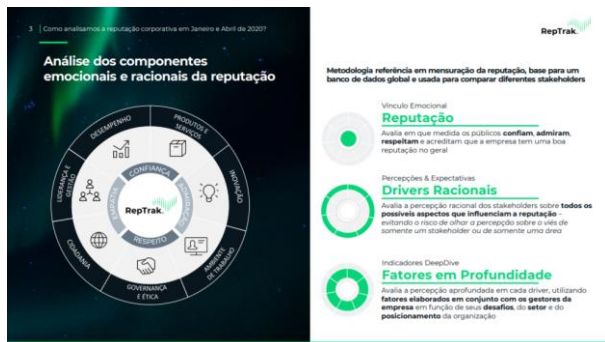 3 | Como analisamos a reputação corporativa em Janeiro e Abril de 2020?
Análise dos componentes
emocionais e racionais da reputação
DESEMPENHO
PRODUTOS E
SERVIÇOS
INOVAÇÃO
AMBIENTE
DE TRABALHO
GOVERNANÇA
E ÉTICA
CIDADANIA
LIDERANÇA E
GESTÃO
CONFIANÇA
ADMIRAÇÃO
RESPEITO
EMPATIA
RepTrak.
RepTrak.
Metodologia referência em mensuração da reputação, base para um
banco de dados global e usada para comparar diferentes stakeholders
Vínculo Emocional
Reputação
Avalia em que medida os públicos confiam, admiram,
respeitam e acreditam que a empresa tem uma boa
reputação no geral
Percepções & Expectativas
Drivers Racionais
Avalia a percepção racional dos stakeholders sobre todos os
possíveis aspectos que influenciam a reputação –
evitando o risco de olhar a percepção sobre o viés de
somente um stakeholder ou de somente uma área
Indicadores DeepDive
Fatores em Profundidade
Avalia a percepção aprofundada em cada driver, utilizando
fatores elaborados em conjunto com os gestores da
empresa em função de seus desafios, do setor e do
posicionamento da organização